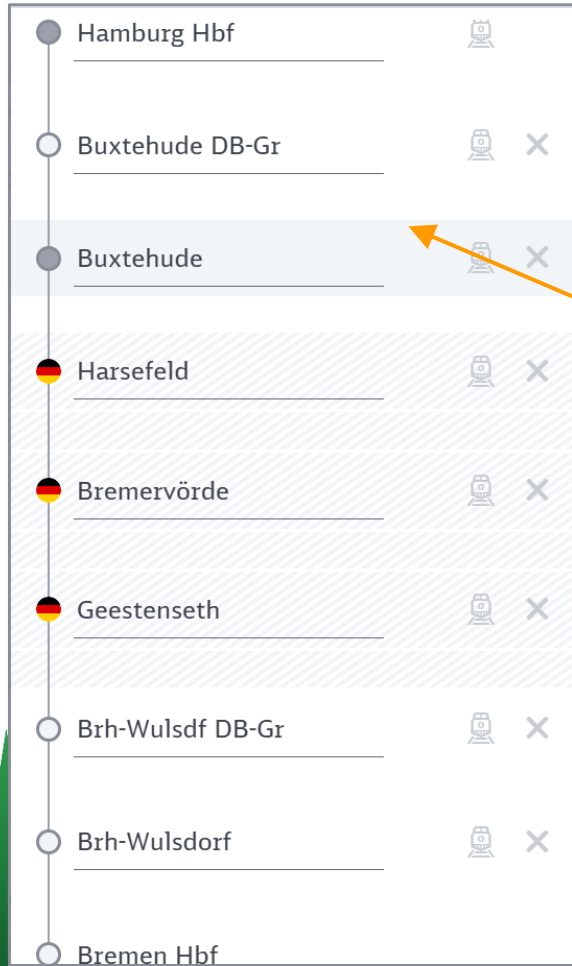 Hamburg Hbf
Buxtehude DB-Gr
Buxtehude
Harsefeld
Bremervörde
Geestenseth
Brh-Wulsdf DB-Gr
Brh-Wulsdorf
Bremen Hbf